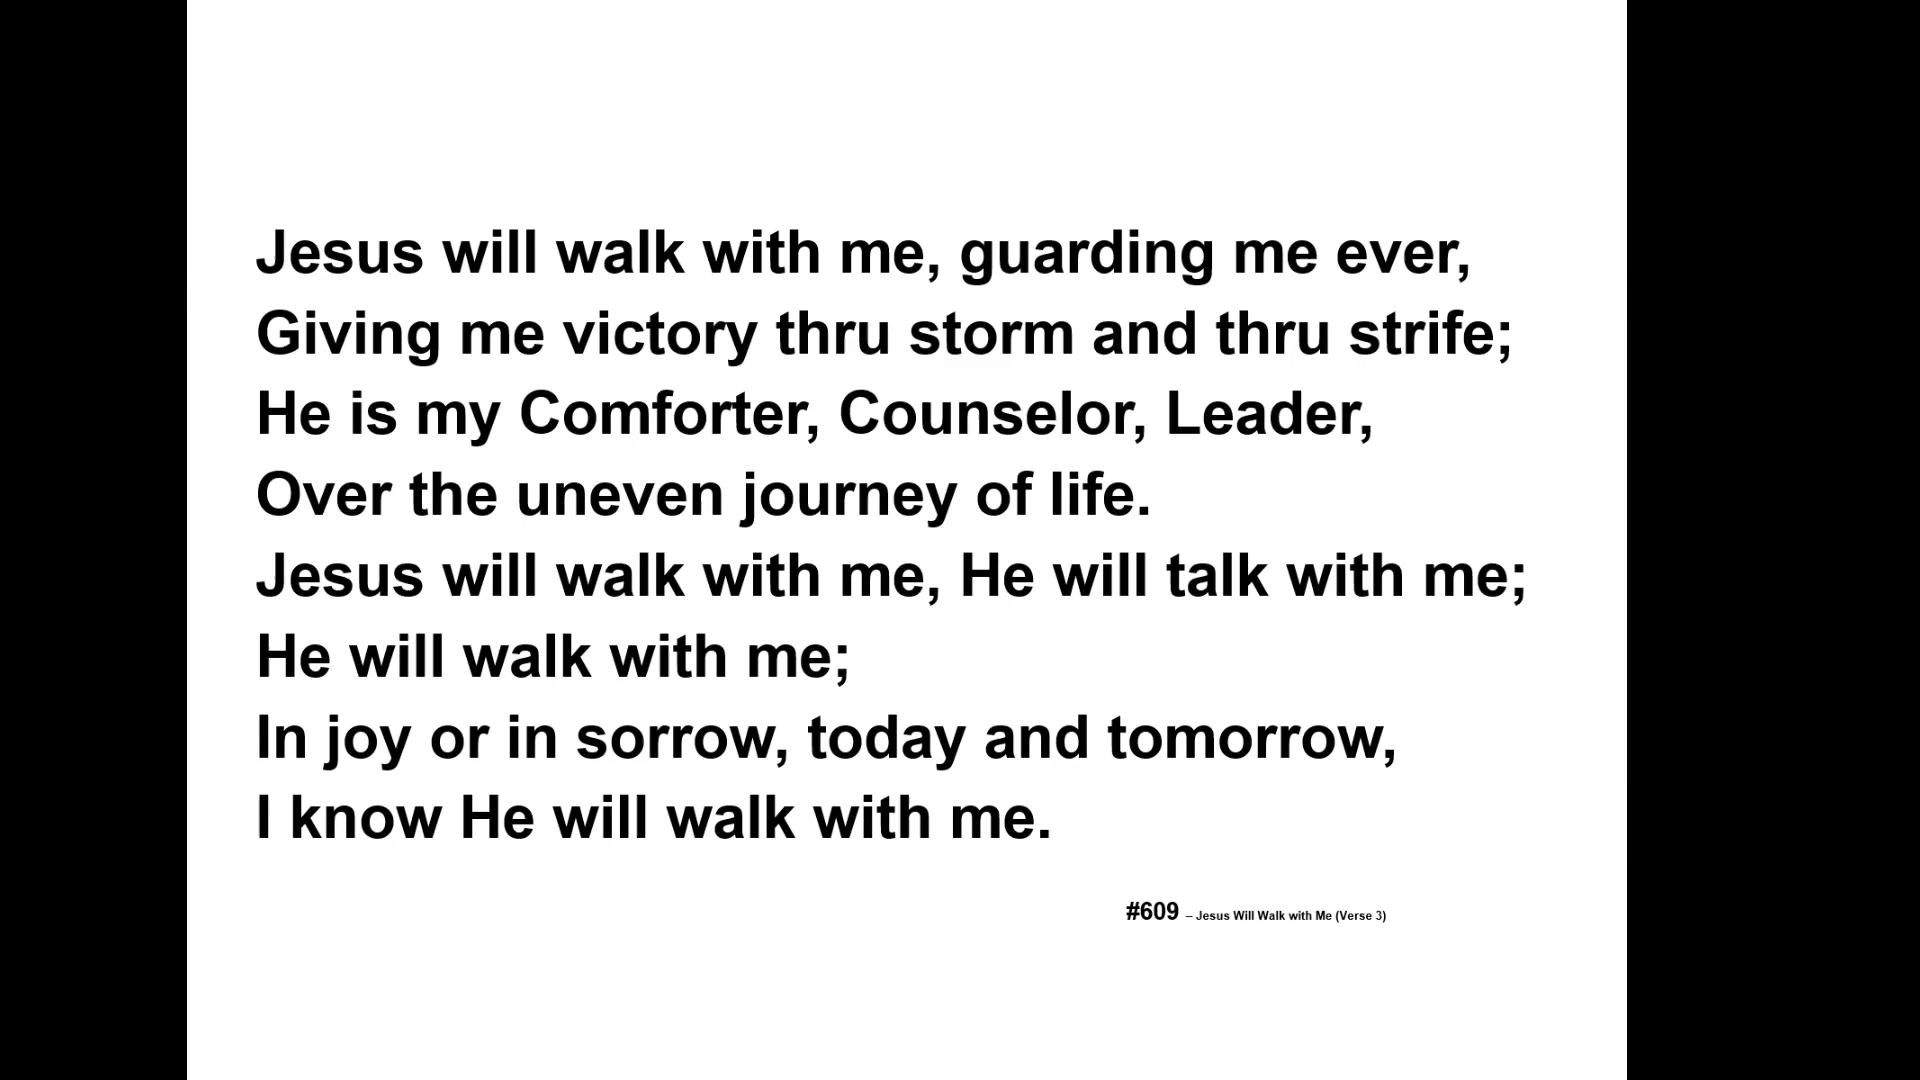 Jesus will walk with me, guarding me ever,
Giving me victory thru storm and thru strife;
He is my Comforter, Counselor, Leader,
Over the uneven journey of life.
Jesus will walk with me, He will talk with me;
He will walk with me;
In joy or in sorrow, today and tomorrow,
I know He will walk with me.
#609 – Jesus Will Walk with Me (Verse 3)